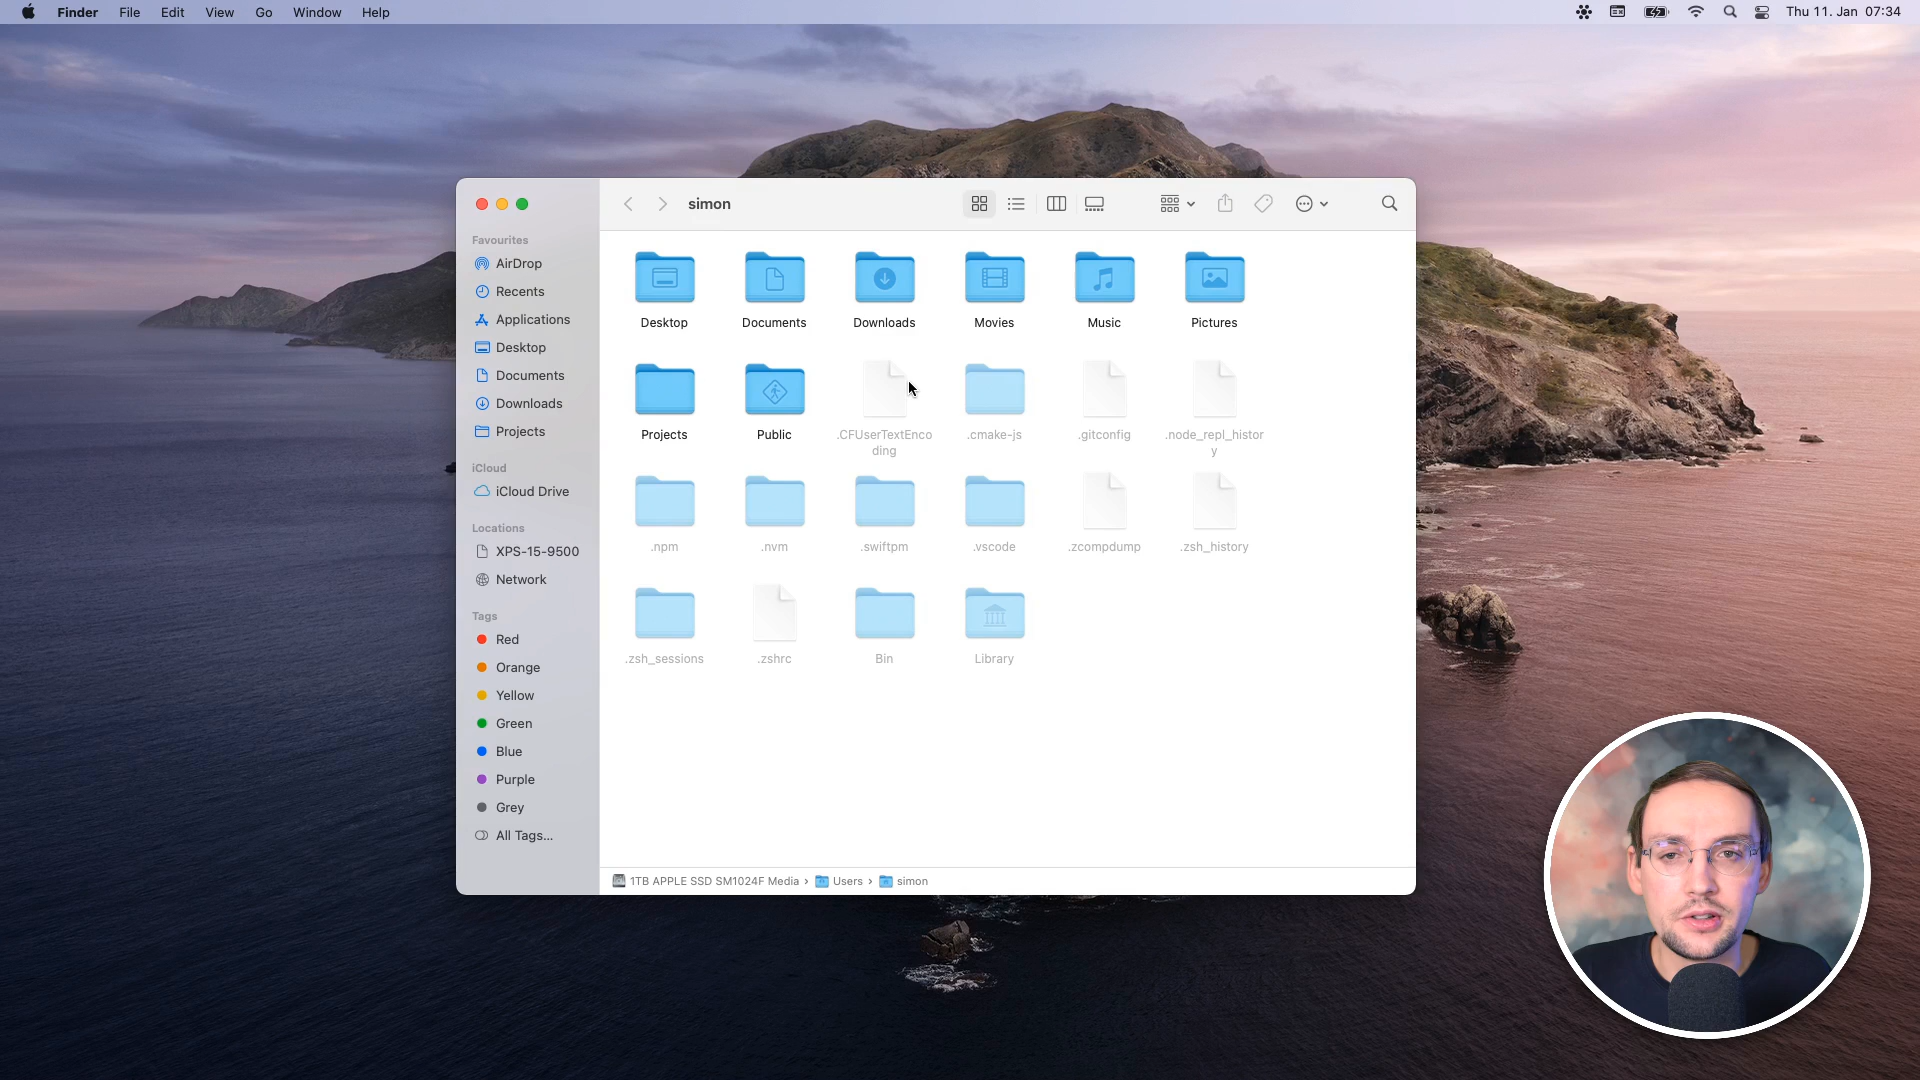 Finder File Edit View Go Window Help
Thu 11. Jan 07:34
simon
Favourites
AirDrop
Recents
Applications
Desktop
Documents
Downloads
Projects
iCloud
iCloud Drive
Locations
XPS-15-9500
Network
Tags
Red
Orange
Yellow
Green
Blue
Purple
Grey
All Tags...
Desktop Documents Downloads Movies Music Pictures
Projects Public .CFUserTextEnco .cmake-js .gitconfig .node_repl_histor
ding y
.npm .nvm .swiftpm .vscode .zcompdump .zsh_history
.zsh_sessions .zshrc Bin Library
1TB APPLE SSD SM1024F Media › Users › simon